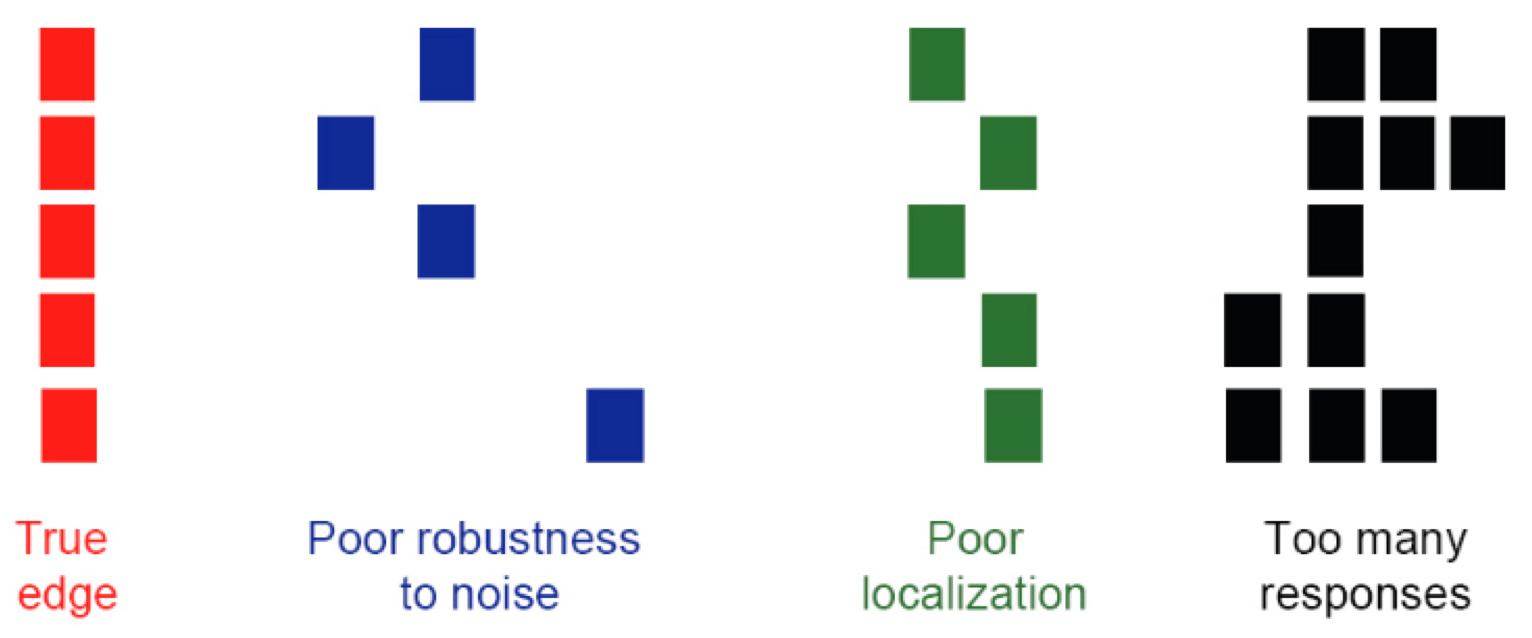 True
edge
Poor robustness
to noise
Poor
localization
Too many
responses